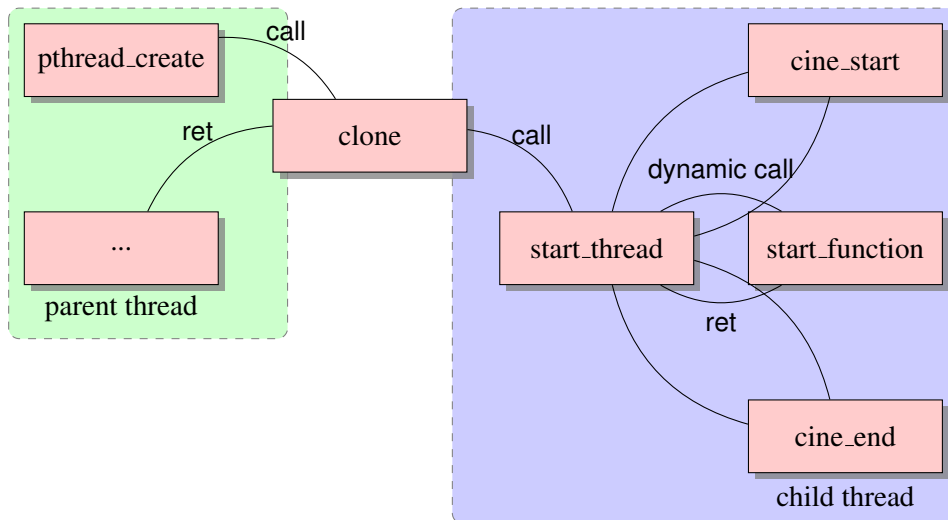 call
pthread_create
cine_start
ret
clone
call
dynamic call
...
start_thread
start_function
parent thread
ret
cine_end
child thread